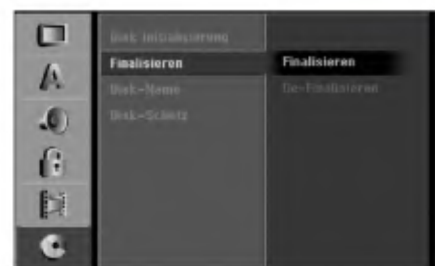 Disk Initialisierung
Finalisieren
Finalisieren
Disk-Name
De-Finalisieren
Disk-Schutz